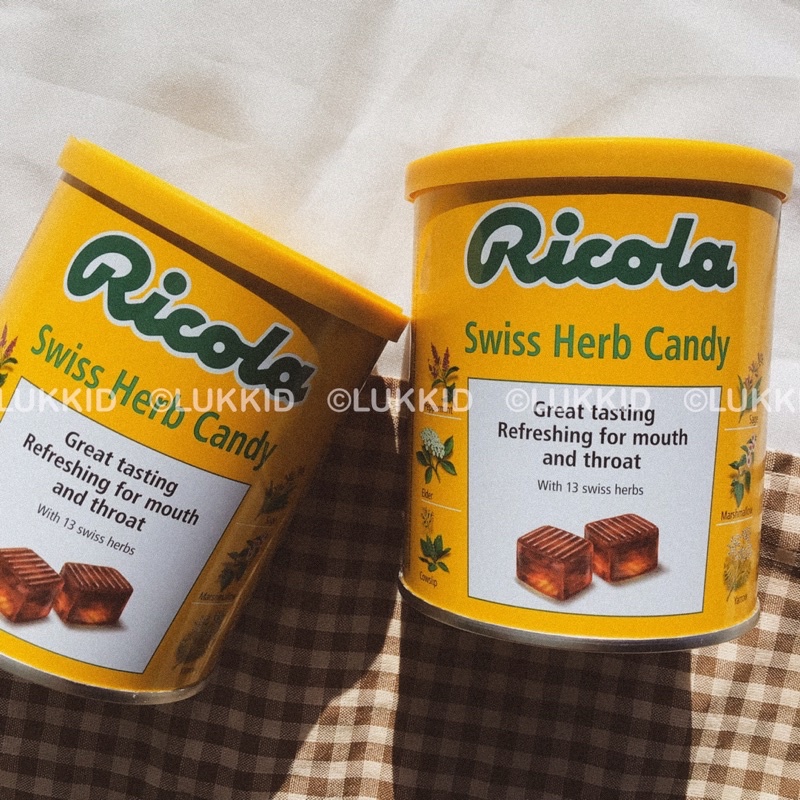 Ricola
Swiss Herb Candy
Great tasting
Refreshing for mouth
and throat
With 13 swiss herbs
Marshmallow
Ricola
Swiss Herb Candy
Great tasting
Refreshing for mouth
and throat
With 13 swiss herbs
Elder
Cowslip
Sage
Marshmallow
Yarrow
LUKKID ©LUKKID ©LUKKID ©LUKKID ©LUKK